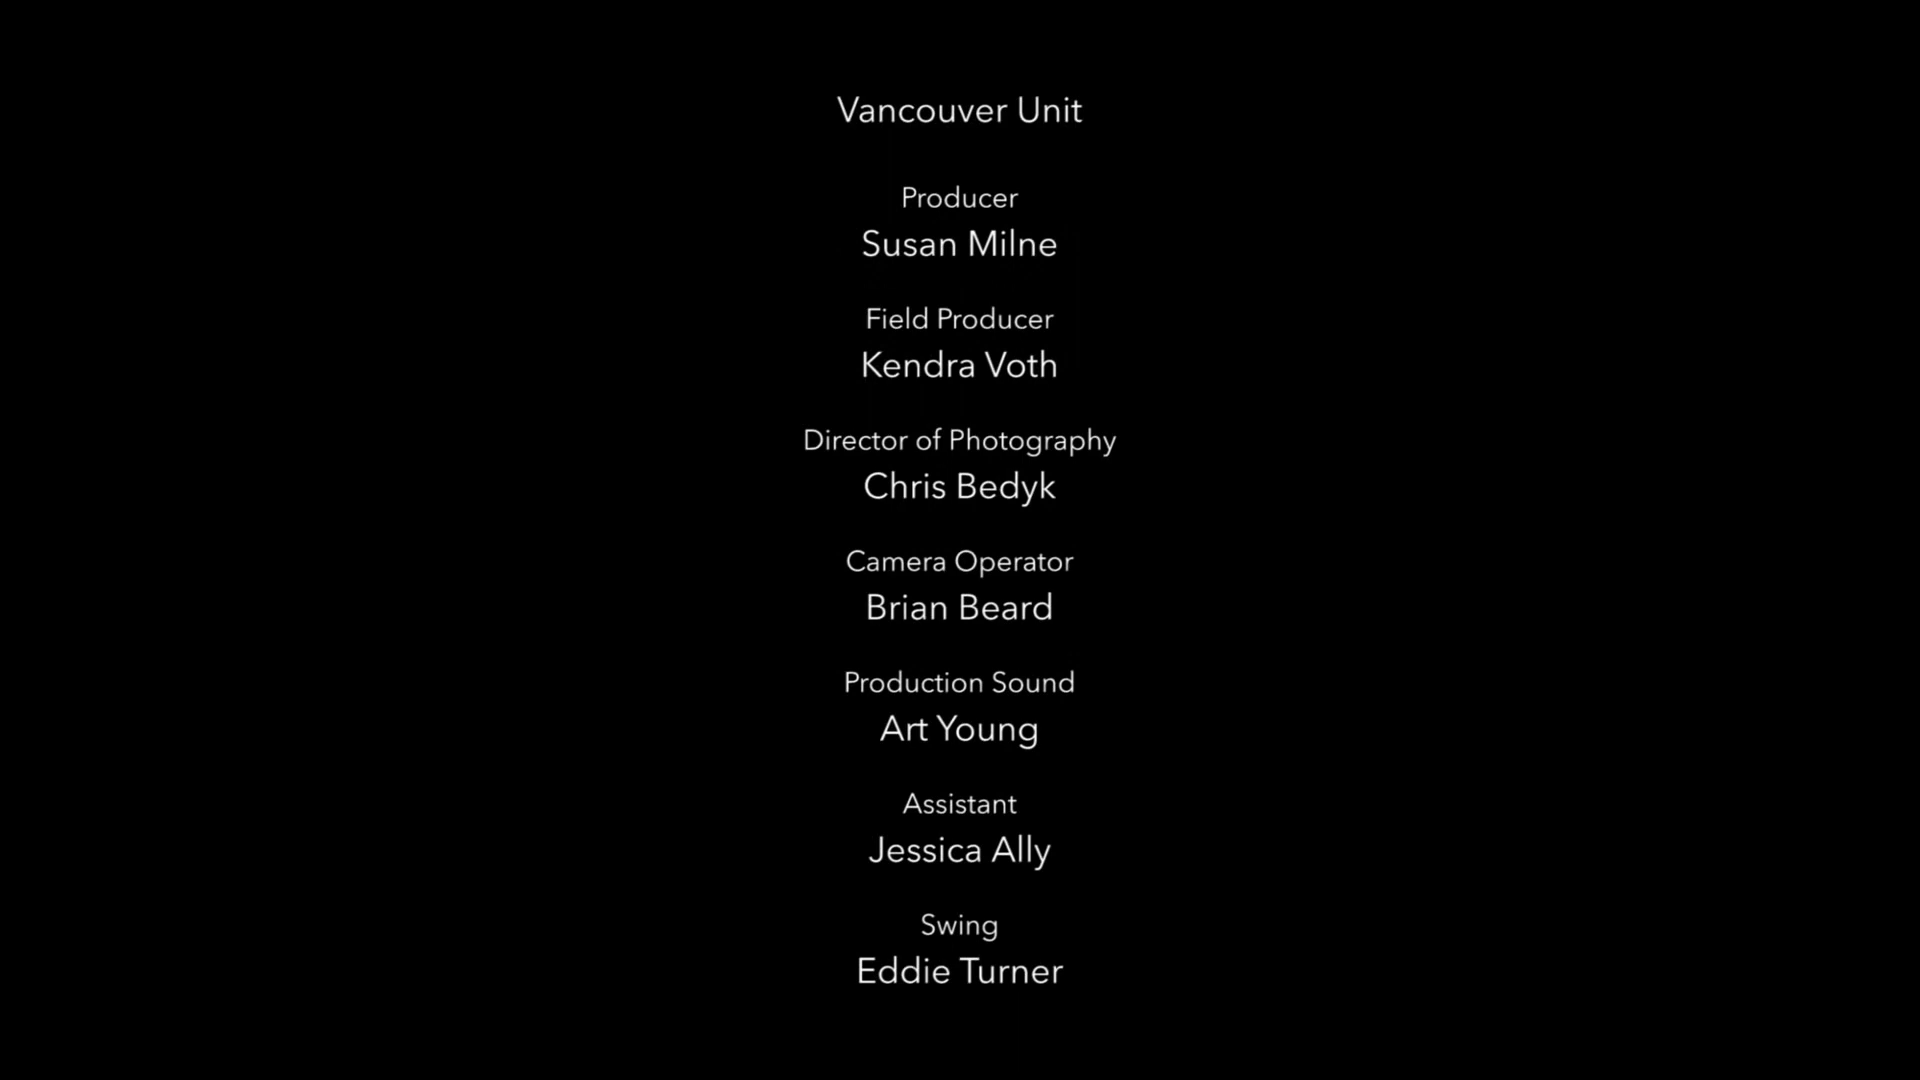 Vancouver Unit
Producer
Susan Milne
Field Producer
Kendra Voth
Director of Photography
Chris Bedyk
Camera Operator
Brian Beard
Production Sound
Art Young
Assistant
Jessica Ally
Swing
Eddie Turner